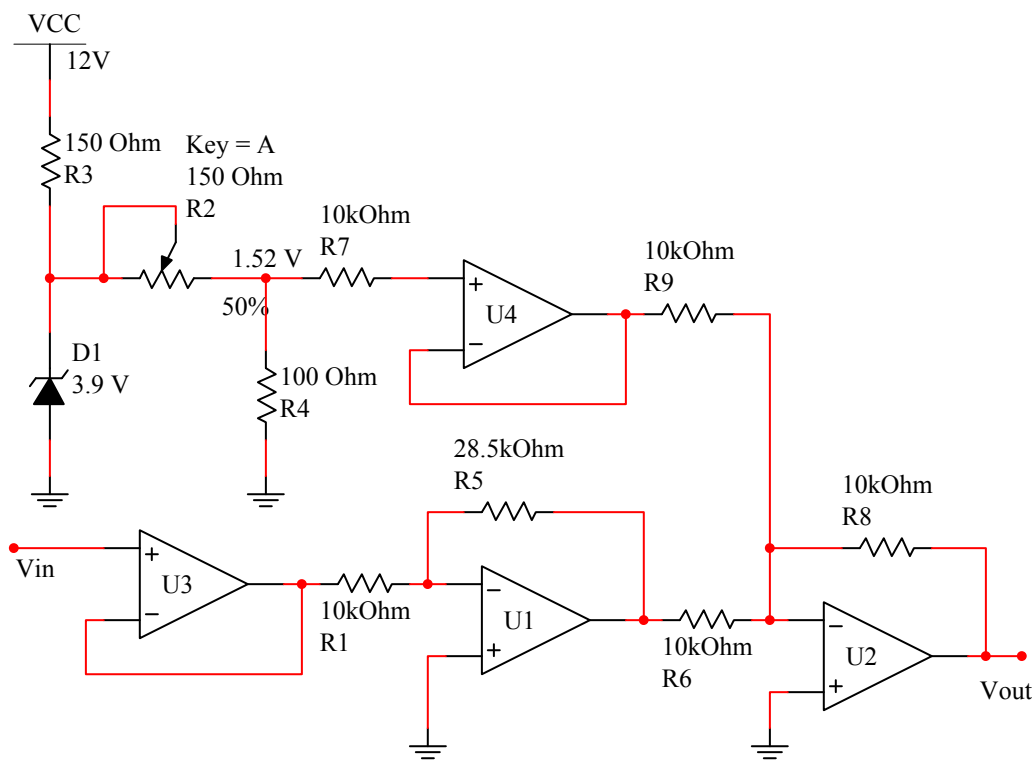 VCC
12V
150 Ohm
R3
Key = A
150 Ohm
R2
1.52 V
50%
10kOhm
R7
+
−
U4
10kOhm
R9
D1
3.9 V
100 Ohm
R4
28.5kOhm
R5
10kOhm
R8
Vin
+
−
U3
10kOhm
R1
−
+
U1
10kOhm
R6
−
+
U2
Vout